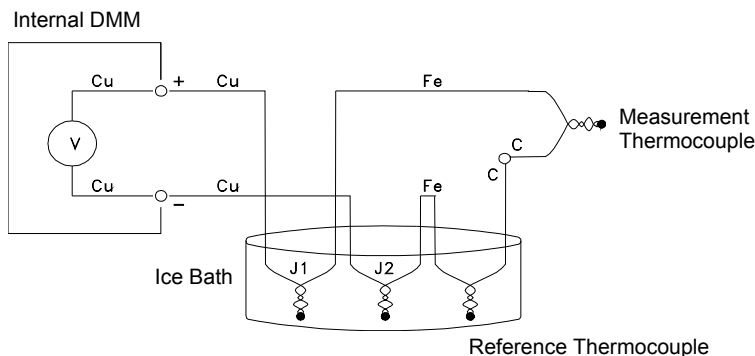 Internal DMM
Cu
+
Cu
Fe
Measurement
Thermocouple
V
C
C
Cu
Cu
Fe
−
J1
J2
Ice Bath
Reference Thermocouple